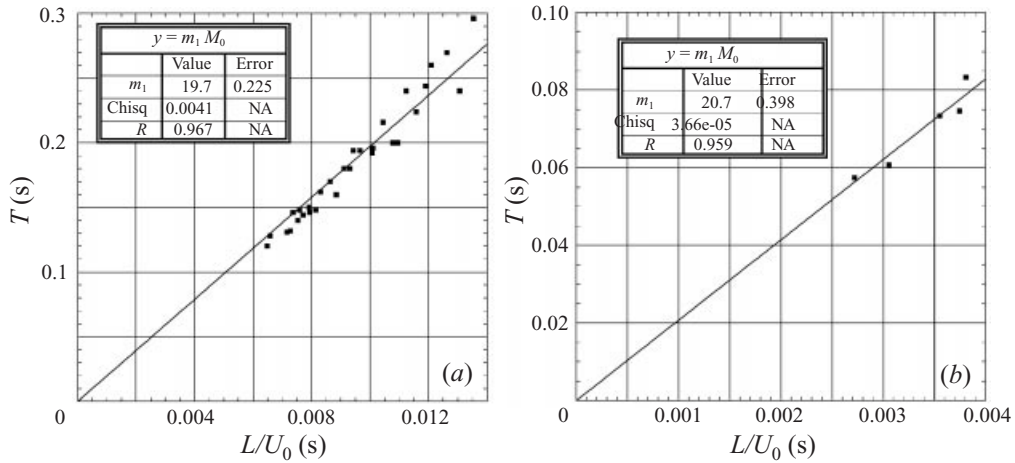 0.3
0.2
0.1
0
T (s)
y = m₁ M₀
Value Error
m₁ 19.7 0.225
Chisq 0.0041 NA
R 0.967 NA
(a)
0.004 0.008 0.012
L/U₀ (s)
0.10
0.08
0.06
0.04
0.02
0
T (s)
y = m₁ M₀
Value Error
m₁ 20.7 0.398
Chisq 3.66e-05 NA
R 0.959 NA
(b)
0.001 0.002 0.003 0.004
L/U₀ (s)